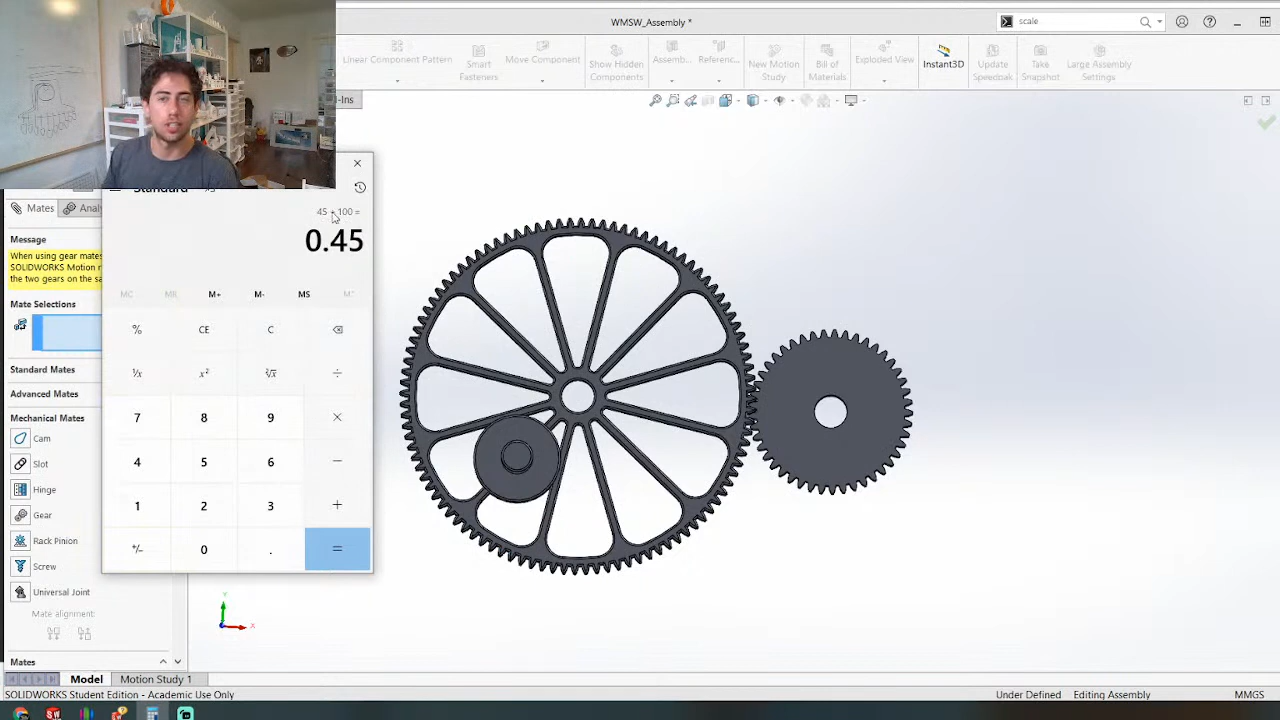 WMSW_Assembly *
scale
Linear Component Pattern
Smart
Fasteners
Move Component
Show Hidden
Components
Assemb...
Referenc...
New Motion
Study
Bill of
Materials
Exploded View
Instant3D
Update
Speedpak
Take
Snapshot
Large Assembly
Settings
Standard
45 ÷ 100 =
0.45
MC
MR
M+
M-
MS
%
CE
C
7
8
9
×
4
5
6
−
1
2
3
+
+/−
0
.
=
Mates
Analy
Message
When using gear mates
SOLIDWORKS Motion r
the two gears on the sa
Mate Selections
Standard Mates
Advanced Mates
Mechanical Mates
Cam
Slot
Hinge
Gear
Rack Pinion
Screw
Universal Joint
Mate alignment:
Mates
Y
X
Model
Motion Study 1
SOLIDWORKS Student Edition - Academic Use Only
Under Defined
Editing Assembly
MMGS